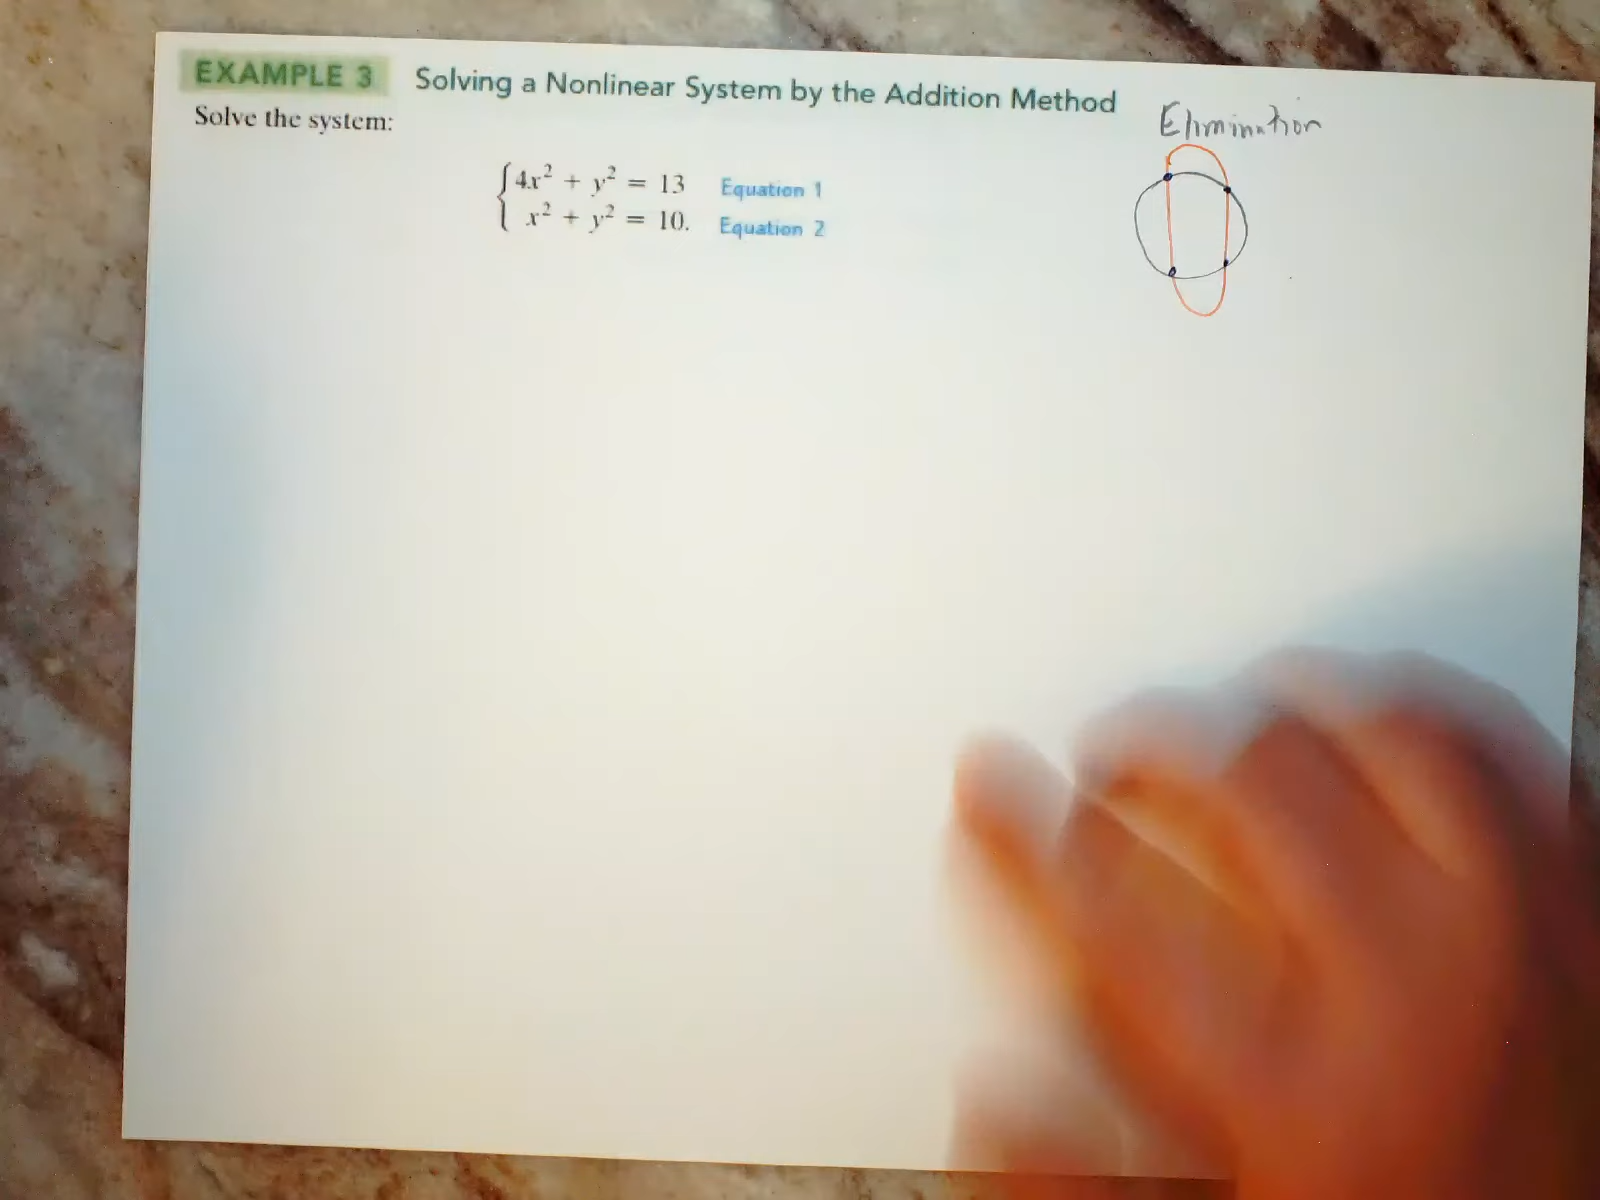 EXAMPLE 3 Solving a Nonlinear System by the Addition Method
Elimination
Solve the system:
4x² + y² = 13 Equation 1
x² + y² = 10. Equation 2